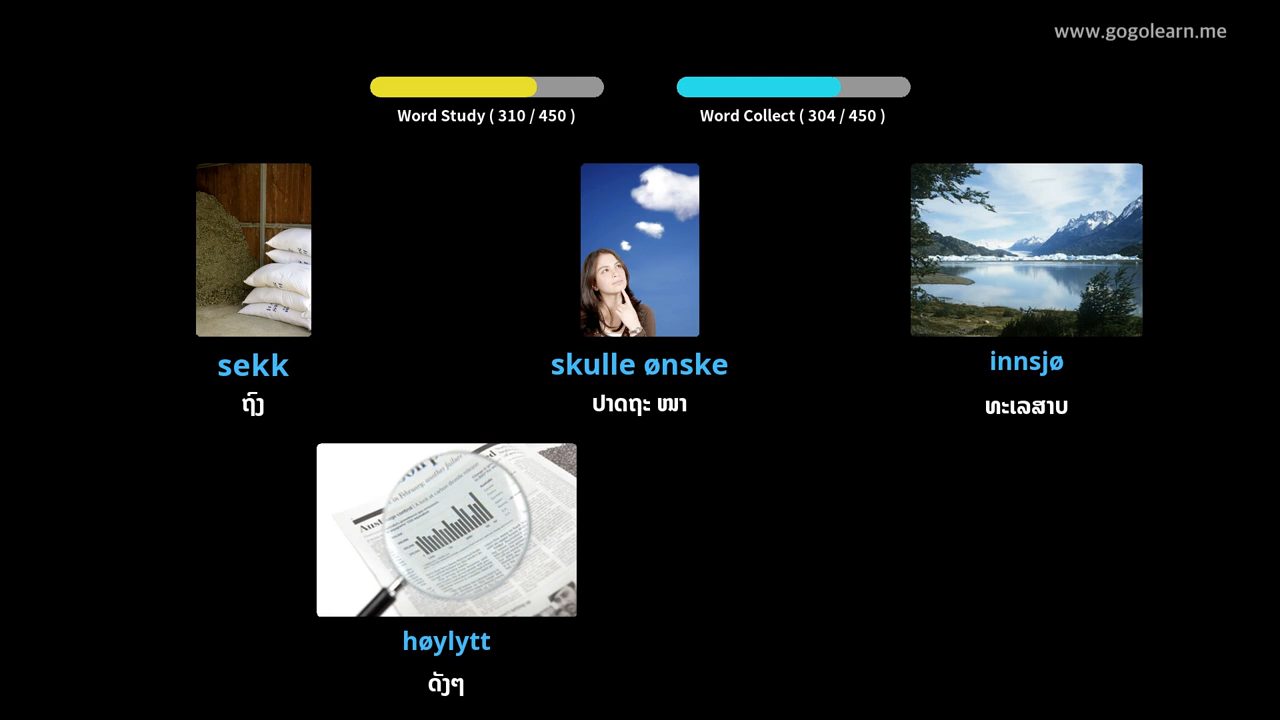 www.gogolearn.me
Word Study ( 310 / 450 )
Word Collect ( 304 / 450 )
sekk
ຖົງ
skulle ønske
ປາດຖະ ໜາ
innsjø
ທະເລສາບ
høylytt
ດັງໆ